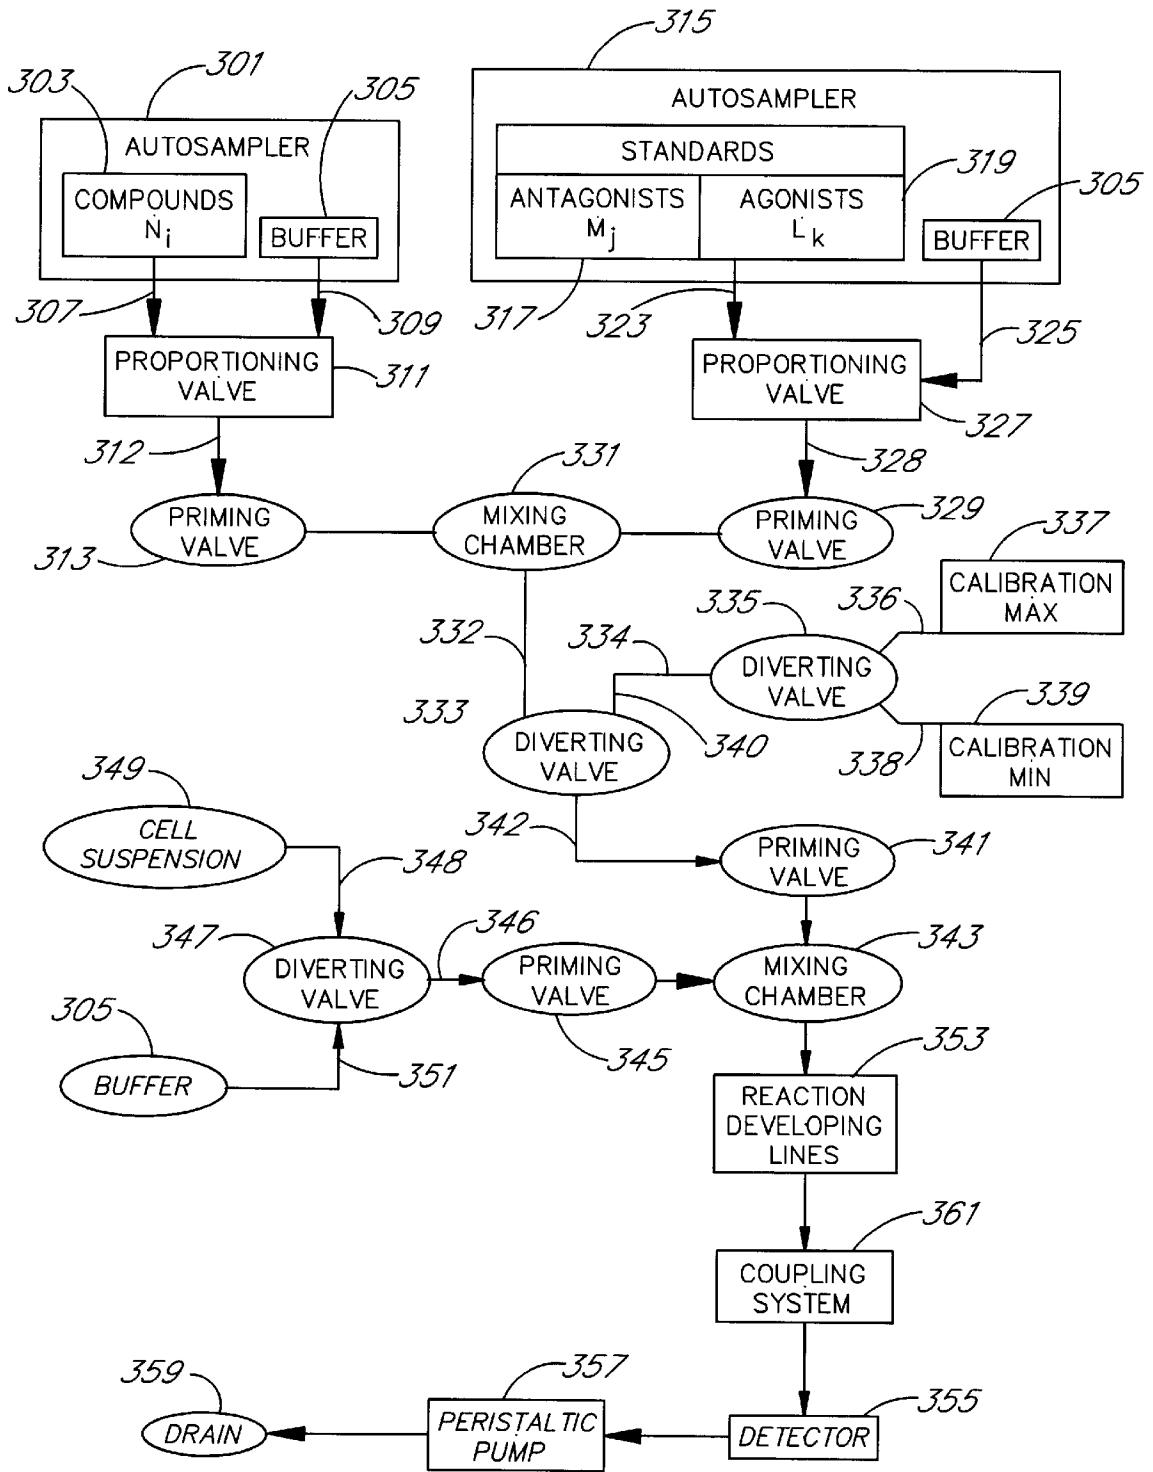 315
301
303
305
AUTOSAMPLER
AUTOSAMPLER
STANDARDS
319
305
COMPOUNDS
N i
BUFFER
ANTAGONISTS
M j
AGONISTS
L k
BUFFER
307
309
317
323
325
PROPORTIONING
VALVE
311
PROPORTIONING
VALVE
327
312
331
328
PRIMING
VALVE
313
MIXING
CHAMBER
PRIMING
VALVE
329
337
335
336
CALIBRATION
MAX
332
334
DIVERTING
VALVE
333
339
DIVERTING
VALVE
340
338
CALIBRATION
MIN
349
CELL
SUSPENSION
342
PRIMING
VALVE
341
348
347
346
343
DIVERTING
VALVE
PRIMING
VALVE
MIXING
CHAMBER
305
BUFFER
351
345
353
REACTION
DEVELOPING
LINES
361
COUPLING
SYSTEM
359
357
355
DRAIN
PERISTALTIC
PUMP
DETECTOR